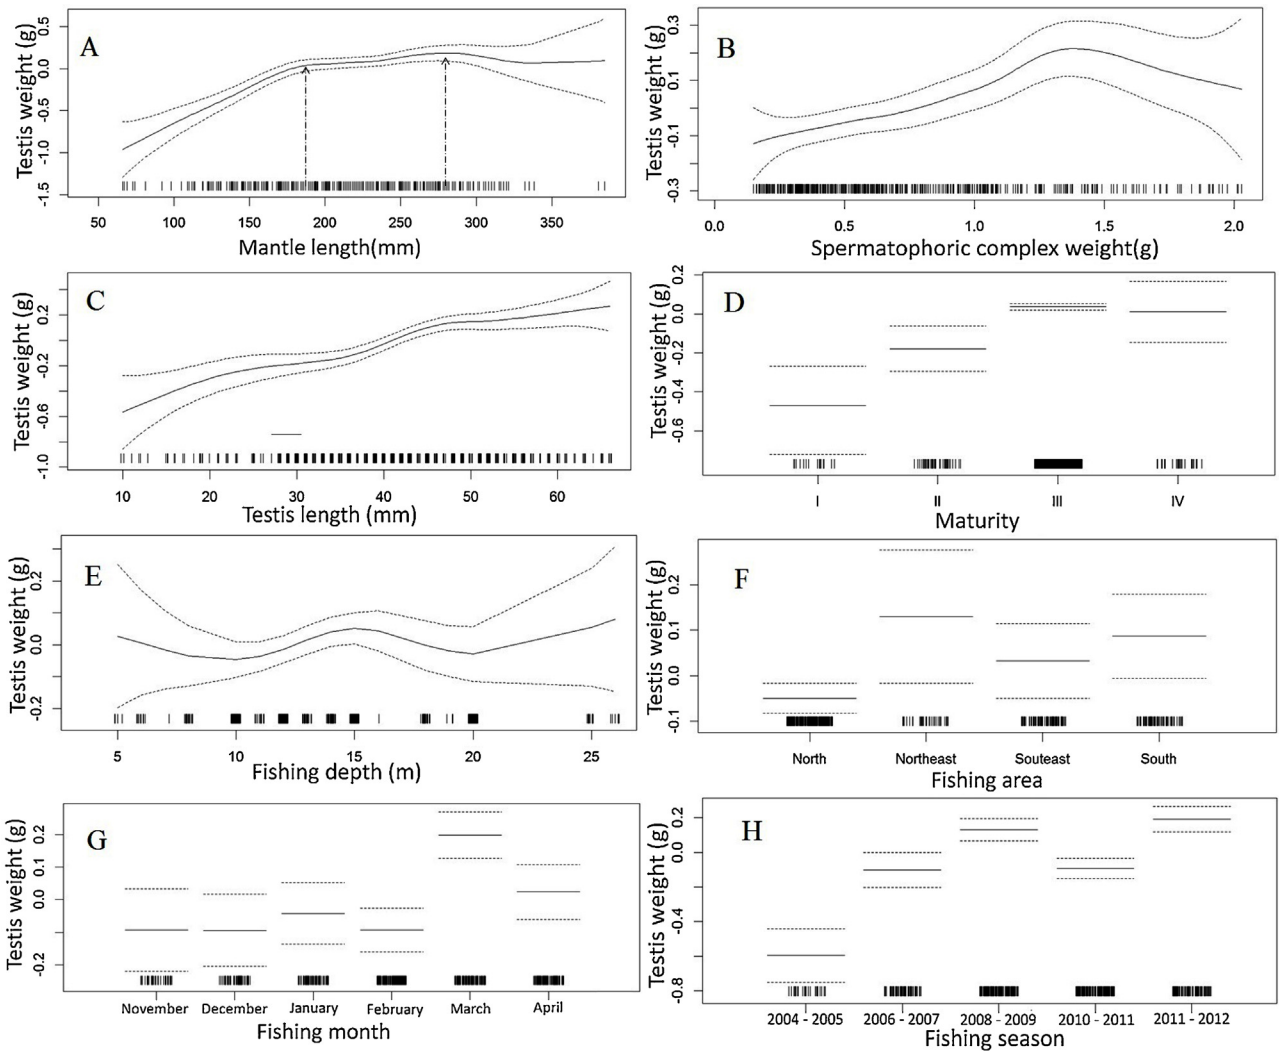 A
Testis weight (g)
0.5
0.0
-0.5
-1.0
-1.5
50 100 150 200 250 300 350
Mantle length(mm)
B
Testis weight (g)
0.3
0.1
-0.1
-0.3
0.0 0.5 1.0 1.5 2.0
Spermatophoric complex weight(g)
C
Testis weight (g)
0.2
-0.2
-0.6
-1.0
10 20 30 40 50 60
Testis length (mm)
D
Testis weight (g)
0.2
0.0
-0.2
-0.4
-0.6
I II III IV
Maturity
E
Testis weight (g)
0.2
0.0
-0.2
5 10 15 20 25
Fishing depth (m)
F
Testis weight (g)
0.2
0.1
0.0
-0.1
North Northeast Souteast South
Fishing area
G
Testis weight (g)
0.2
0.1
0.0
-0.2
November December January February March April
Fishing month
H
Testis weight (g)
0.2
0.0
-0.4
-0.8
2004 - 2005 2006 - 2007 2008 - 2009 2010 - 2011 2011 - 2012
Fishing season